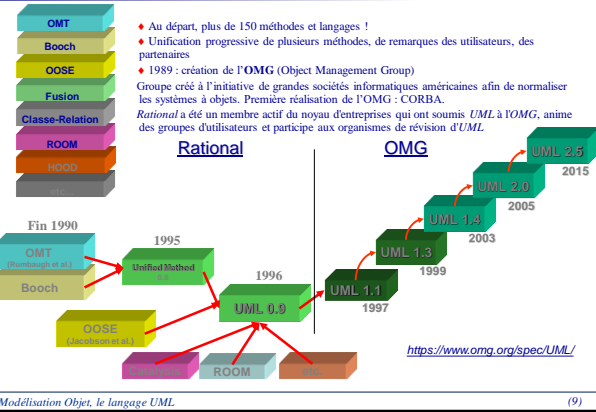 OMT
Booch
OOSE
Fusion
Classe-Relation
ROOM
HOOD
etc...
♦ Au départ, plus de 150 méthodes et langages !
♦ Unification progressive de plusieurs méthodes, de remarques des utilisateurs, des
partenaires
♦ 1989 : création de l'OMG (Object Management Group)
Groupe créé à l'initiative de grandes sociétés informatiques américaines afin de normaliser
les systèmes à objets. Première réalisation de l'OMG : CORBA.
Rational a été un membre actif du noyau d'entreprises qui ont soumis UML à l'OMG, anime
des groupes d'utilisateurs et participe aux organismes de révision d'UML
Rational
OMG
UML 2.5
2015
UML 2.0
2005
UML 1.4
2003
UML 1.3
1999
UML 1.1
1997
Fin 1990
OMT
(Rumbaugh et al.)
Booch
1995
Unified Method
1996
UML 0.9
OOSE
(Jacobson et al.)
ROOM
etc.
https://www.omg.org/spec/UML/
Modélisation Objet, le langage UML
(9)